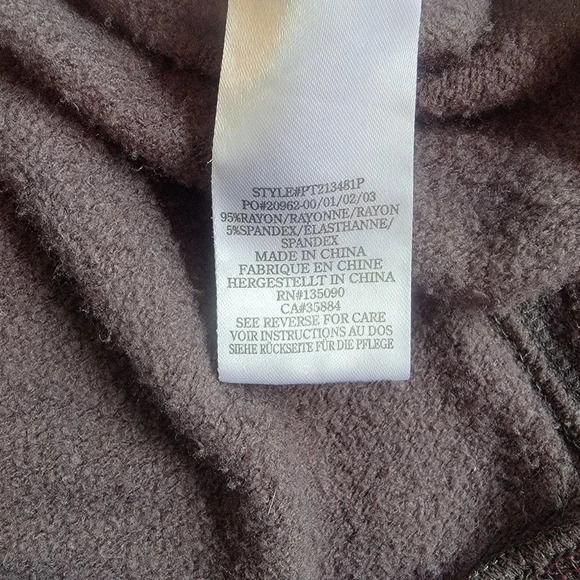 STYLE#PT213481P
PO#20962-00/01/02/03
95%RAYON/RAYONNE/RAYON
5%SPANDEX/ÉLASTHANNE/
SPANDEX
MADE IN CHINA
FABRIQUE EN CHINE
HERGESTELLT IN CHINA
RN#135090
CA#35884
SEE REVERSE FOR CARE
VOIR INSTRUCTIONS AU DOS
SIEHE RÜCKSEITE FÜR DIE PFLEGE